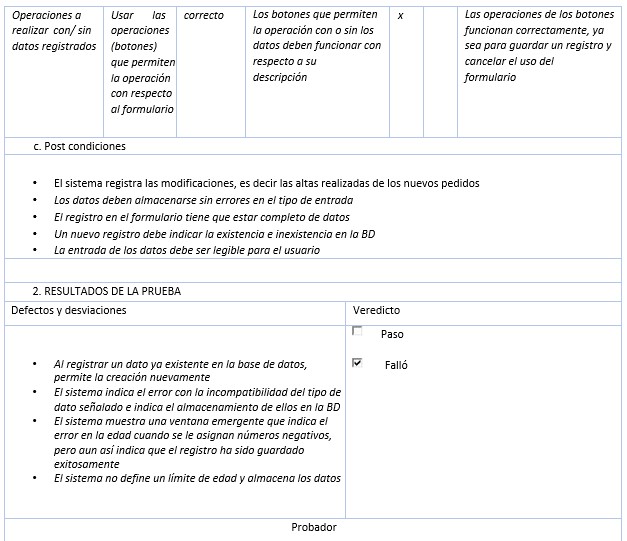 Operaciones a
realizar con/ sin
datos registrados
Usar las
operaciones
(botones)
que permiten
la operación
con respecto
al formulario
correcto
Los botones que permiten
la operación con o sin los
datos deben funcionar con
respecto a su
descripción
x
Las operaciones de los botones
funcionan correctamente, ya
sea para guardar un registro y
cancelar el uso del
formulario
c. Post condiciones
• El sistema registra las modificaciones, es decir las altas realizadas de los nuevos pedidos
• Los datos deben almacenarse sin errores en el tipo de entrada
• El registro en el formulario tiene que estar completo de datos
• Un nuevo registro debe indicar la existencia e inexistencia en la BD
• La entrada de los datos debe ser legible para el usuario
2. RESULTADOS DE LA PRUEBA
Defectos y desviaciones
Veredicto
Paso
Falló
• Al registrar un dato ya existente en la base de datos,
permite la creación nuevamente
• El sistema indica el error con la incompatibilidad del tipo de
dato señalado e indica el almacenamiento de ellos en la BD
• El sistema muestra una ventana emergente que indica el
error en la edad cuando se le asignan números negativos,
pero aun así indica que el registro ha sido guardado
exitosamente
• El sistema no define un límite de edad y almacena los datos
Probador